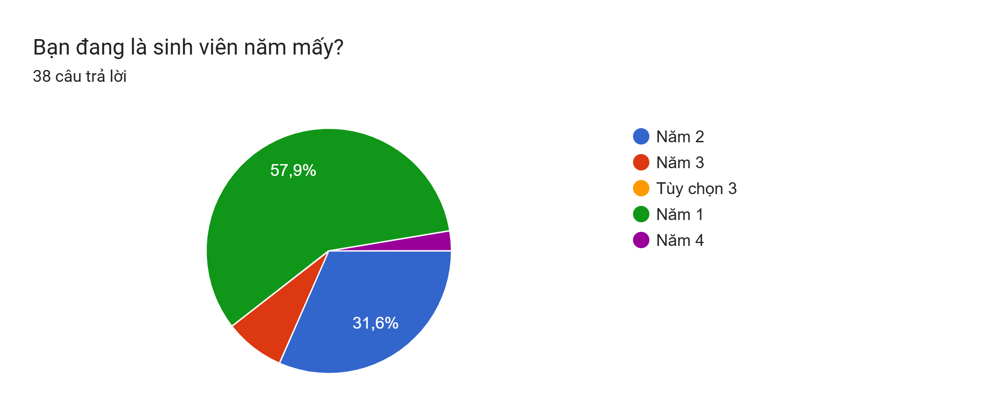 Bạn đang là sinh viên năm mấy?
38 câu trả lời
57,9%
31,6%
Năm 2
Năm 3
Tùy chọn 3
Năm 1
Năm 4